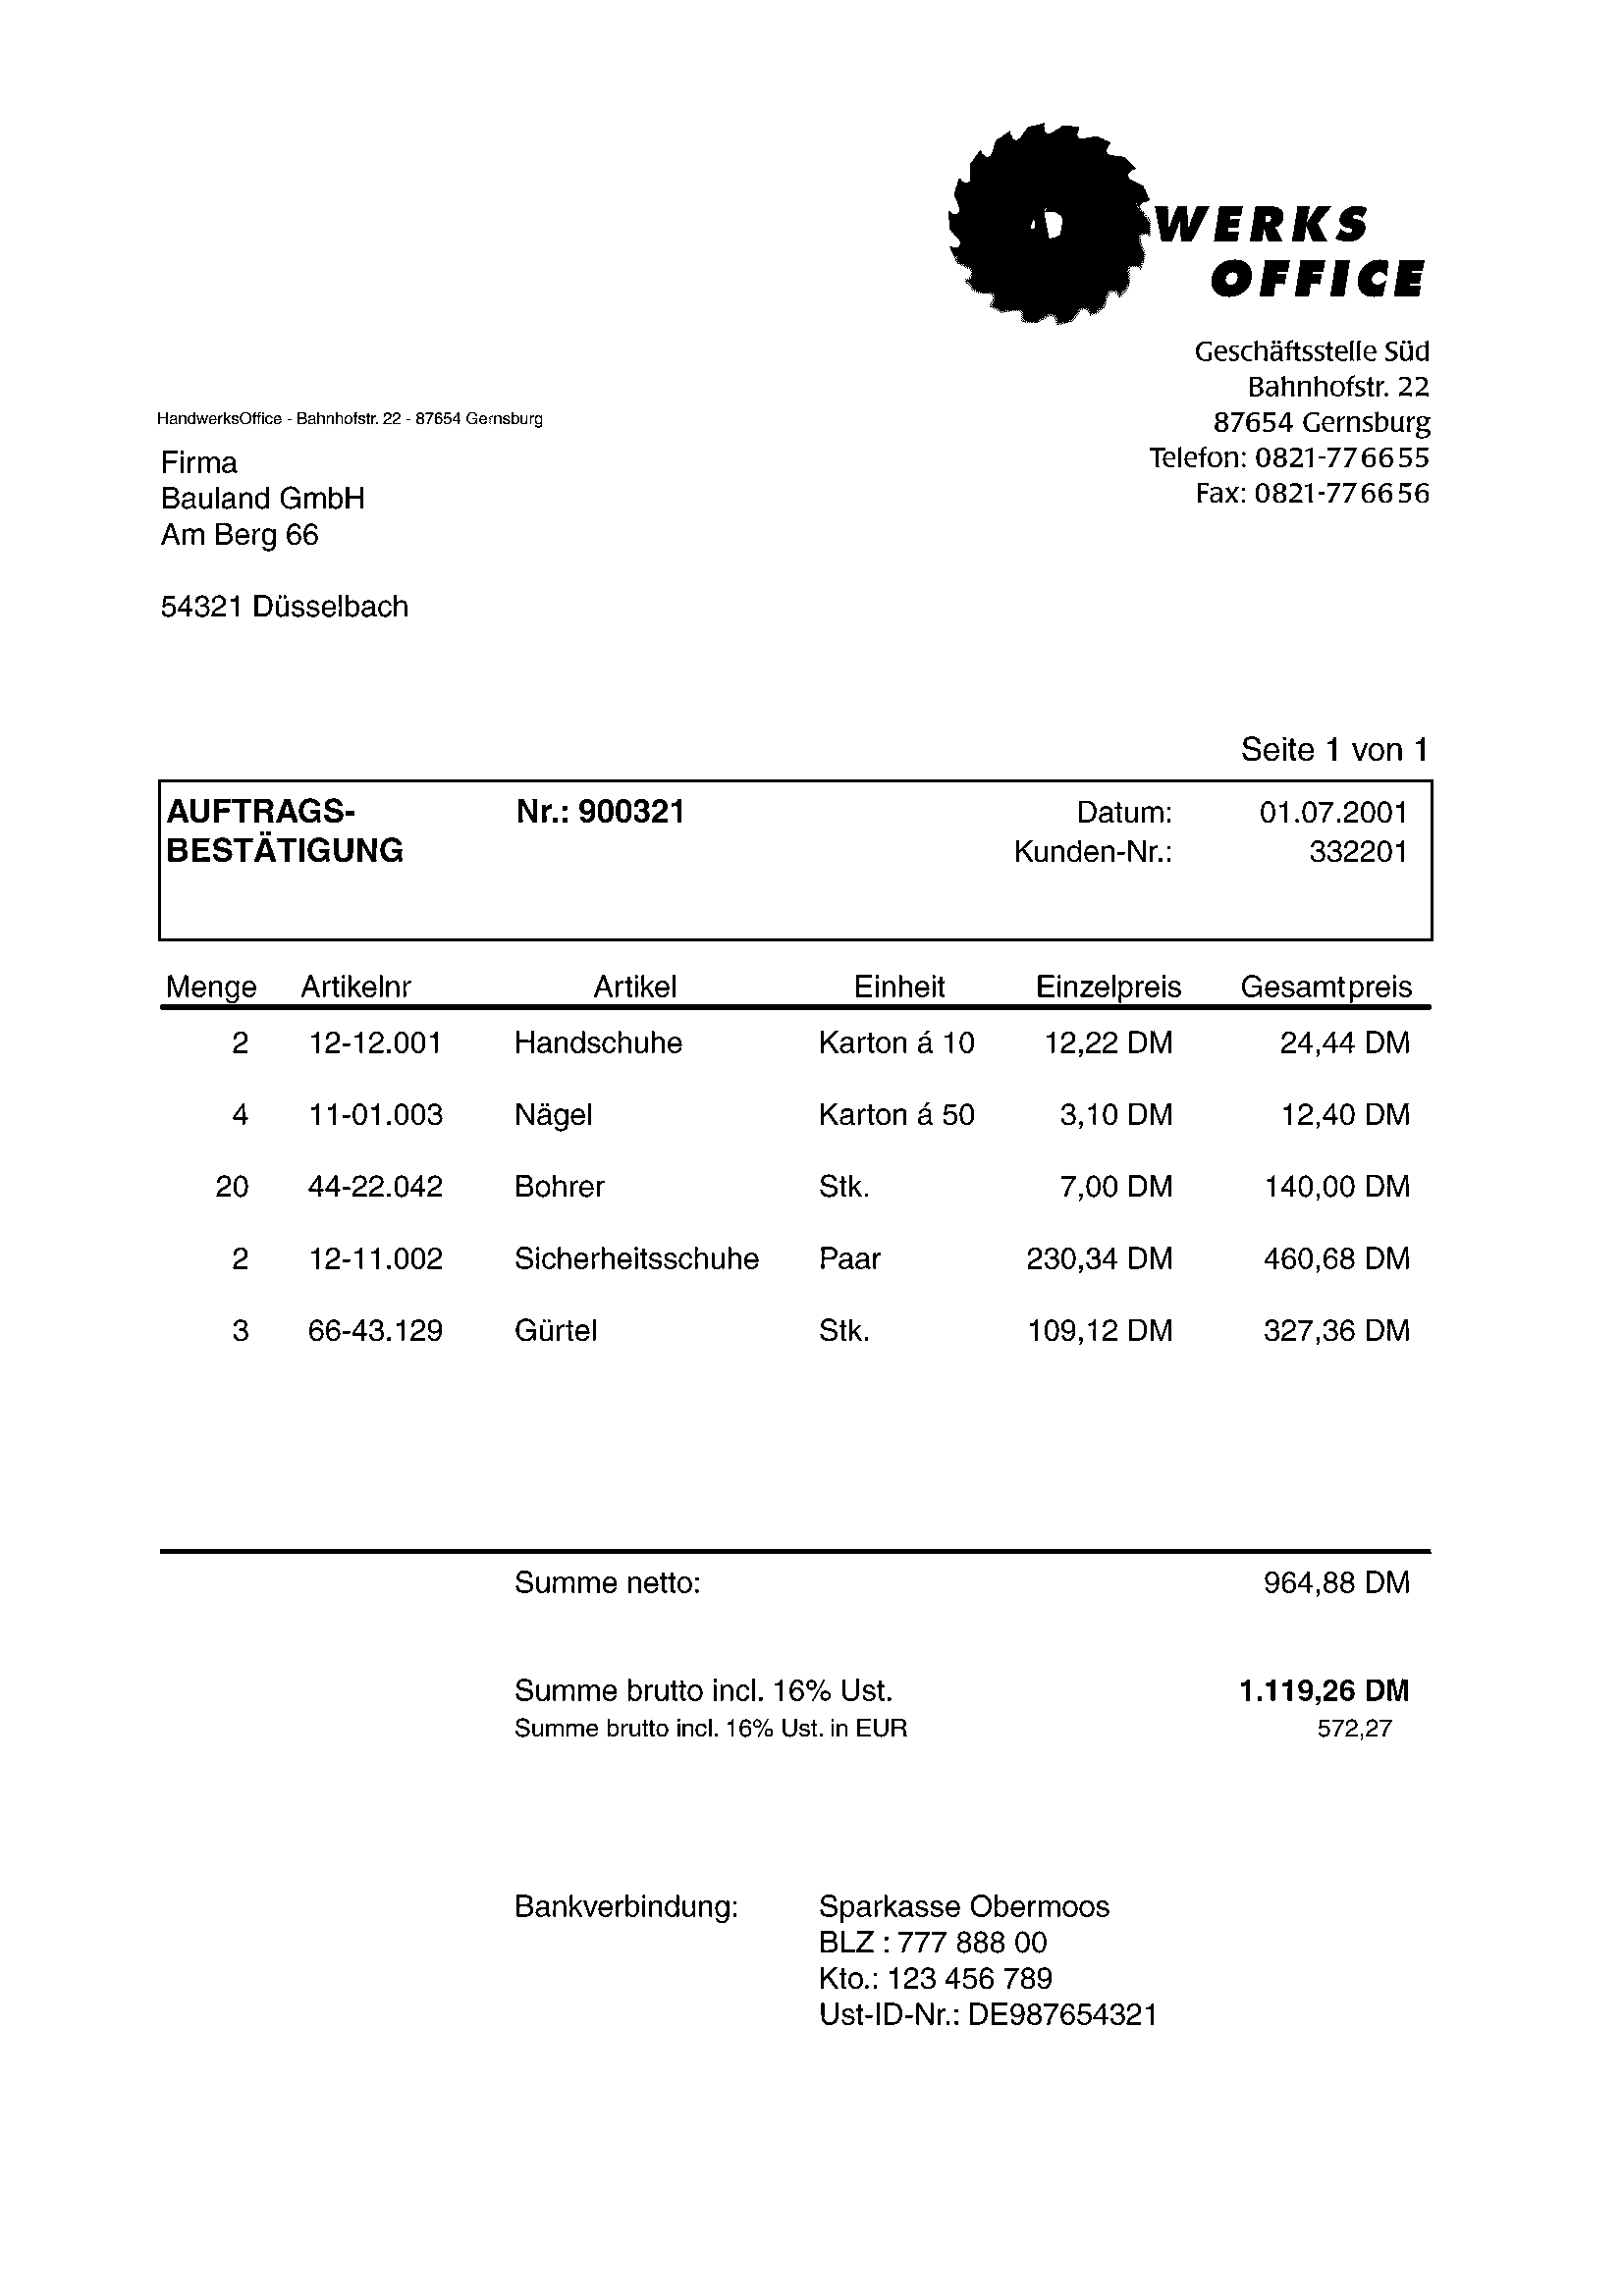 WERKS
OFFICE
Geschäftsstelle Süd
Bahnhofstr. 22
87654 Gernsburg
Telefon: 0821-776655
Fax: 0821-776656
HandwerksOffice - Bahnhofstr. 22 - 87654 Gernsburg
Firma
Bauland GmbH
Am Berg 66
54321 Düsselbach
Seite 1 von 1
AUFTRAGS- Nr.: 900321 Datum: 01.07.2001
BESTÄTIGUNG Kunden-Nr.: 332201
Menge Artikelnr Artikel Einheit Einzelpreis Gesamtpreis
2 12-12.001 Handschuhe Karton á 10 12,22 DM 24,44 DM
4 11-01.003 Nägel Karton á 50 3,10 DM 12,40 DM
20 44-22.042 Bohrer Stk. 7,00 DM 140,00 DM
2 12-11.002 Sicherheitsschuhe Paar 230,34 DM 460,68 DM
3 66-43.129 Gürtel Stk. 109,12 DM 327,36 DM
Summe netto: 964,88 DM
Summe brutto incl. 16% Ust. 1.119,26 DM
Summe brutto incl. 16% Ust. in EUR 572,27
Bankverbindung: Sparkasse Obermoos
BLZ : 777 888 00
Kto.: 123 456 789
Ust-ID-Nr.: DE987654321